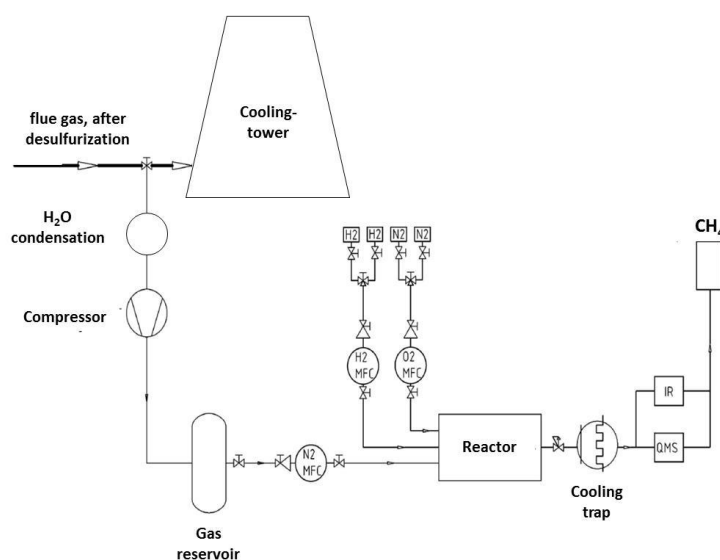 flue gas, after
desulfurization
Cooling-
tower
H₂O
condensation
Compressor
H2 H2 N2 N2
H2
MFC
O2
MFC
CH₄
IR
QMS
Reactor
Cooling
trap
N2
MFC
Gas
reservoir